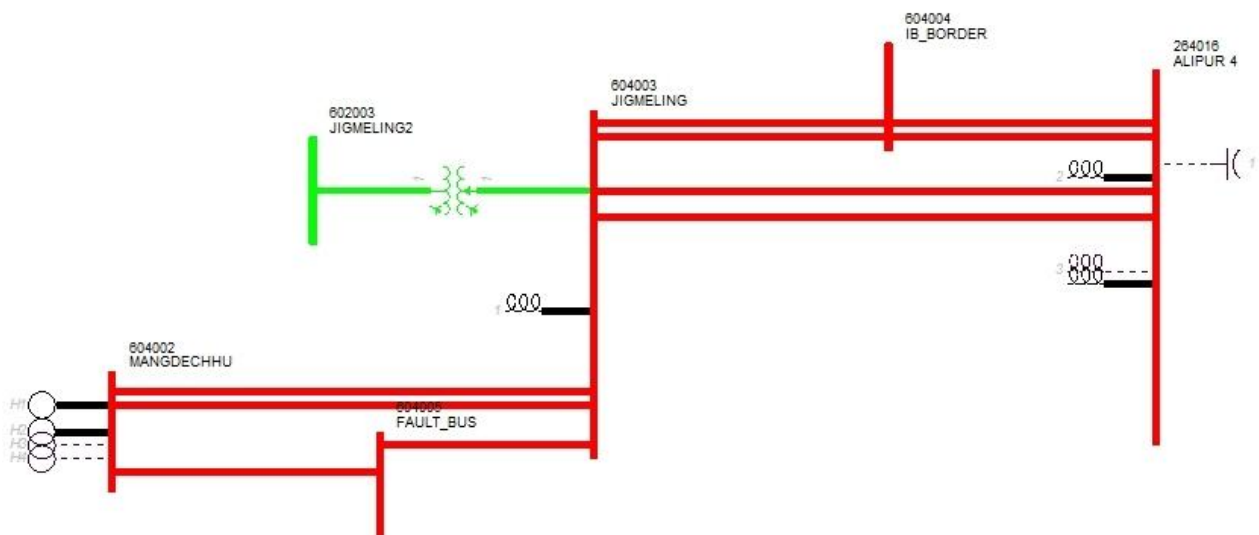 604004
IB_BORDER
264016
ALIPUR 4
604003
JIGMELING
602003
JIGMELING2
1
2
3
1
604002
MANGDECHHU
H1
604005
FAULT_BUS
H2
H3
H4